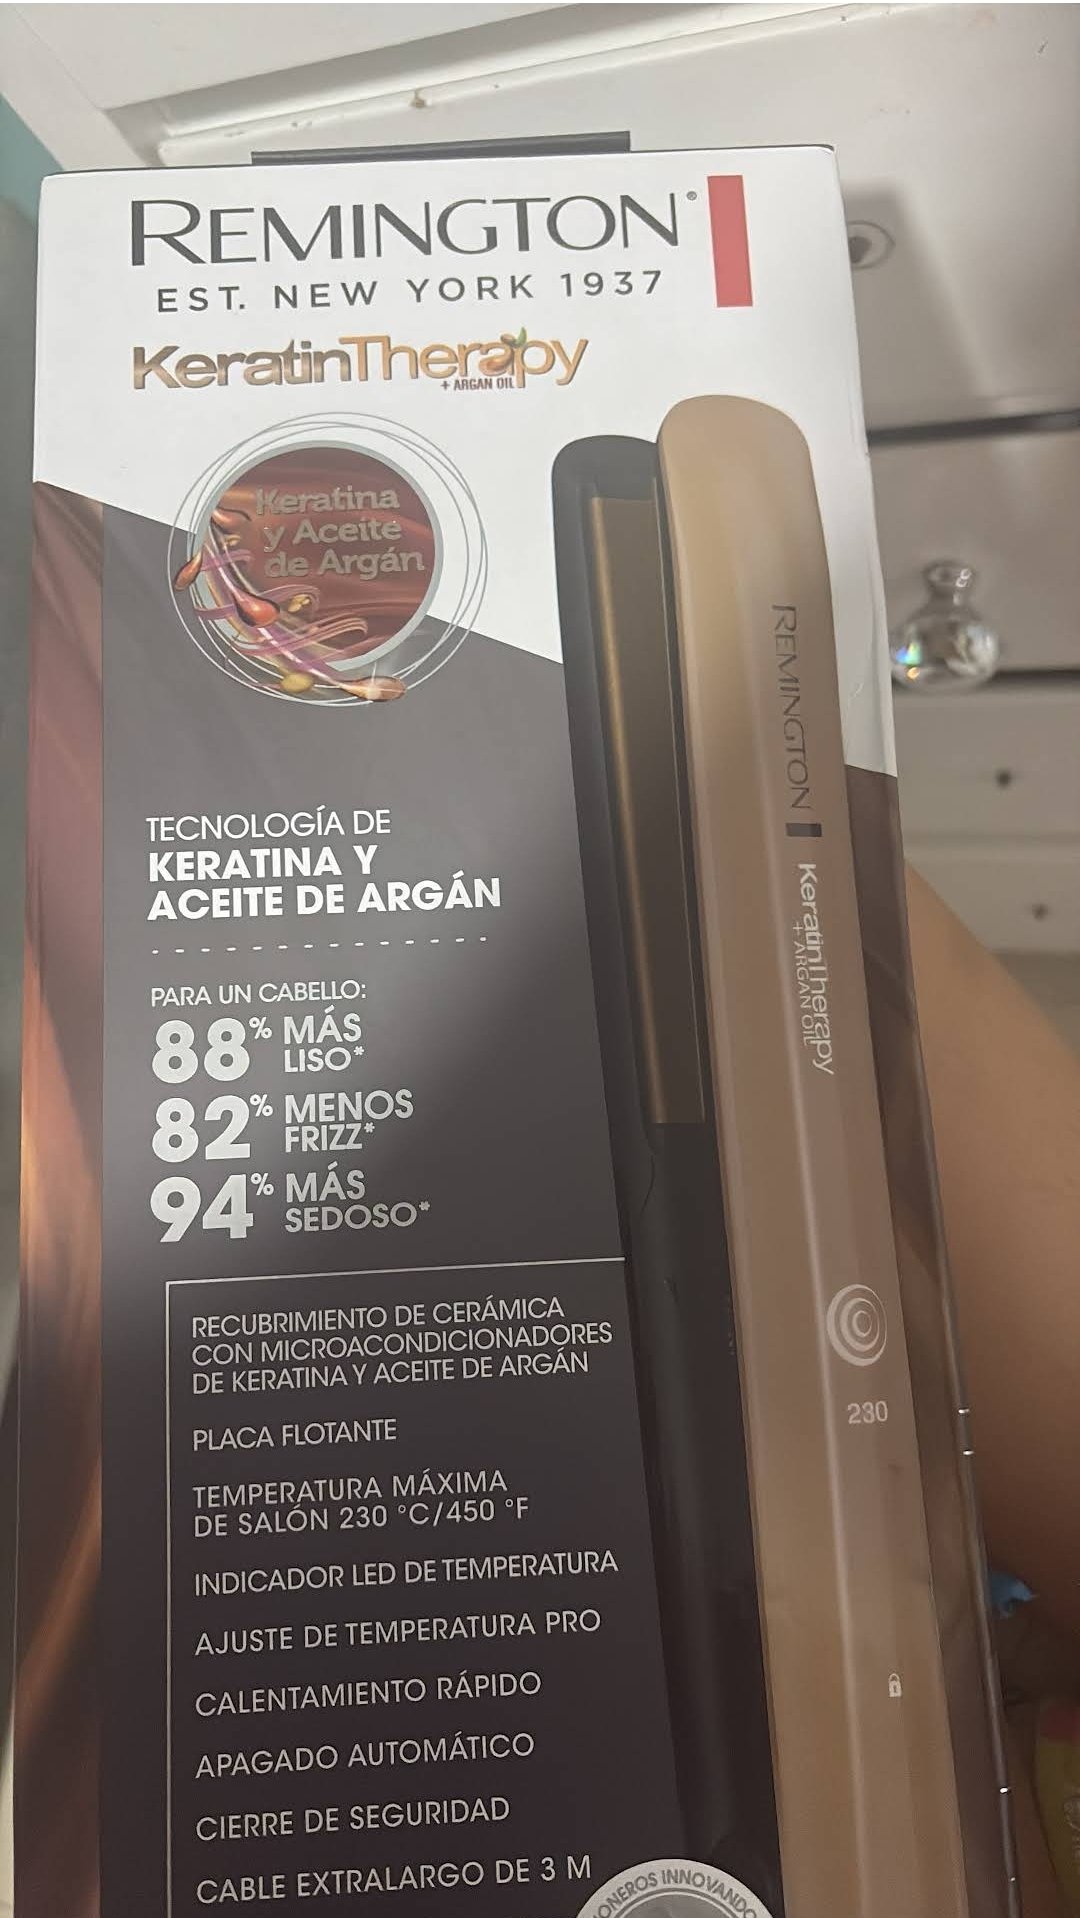 REMINGTON®
EST. NEW YORK 1937
KeratinTherapy
+ ARGAN OIL
Keratina
y Aceite
de Argán
TECNOLOGÍA DE
KERATINA Y
ACEITE DE ARGÁN
PARA UN CABELLO:
88% MÁS
LISO*
82% MENOS
FRIZZ*
94% MÁS
SEDOSO*
RECUBRIMIENTO DE CERÁMICA
CON MICROACONDICIONADORES
DE KERATINA Y ACEITE DE ARGÁN
PLACA FLOTANTE
TEMPERATURA MÁXIMA
DE SALÓN 230 °C/450 °F
INDICADOR LED DE TEMPERATURA
AJUSTE DE TEMPERATURA PRO
CALENTAMIENTO RÁPIDO
APAGADO AUTOMÁTICO
CIERRE DE SEGURIDAD
CABLE EXTRALARGO DE 3 M
REMINGTON
KeratinTherapy
+ ARGAN OIL
230
INNOVANDO